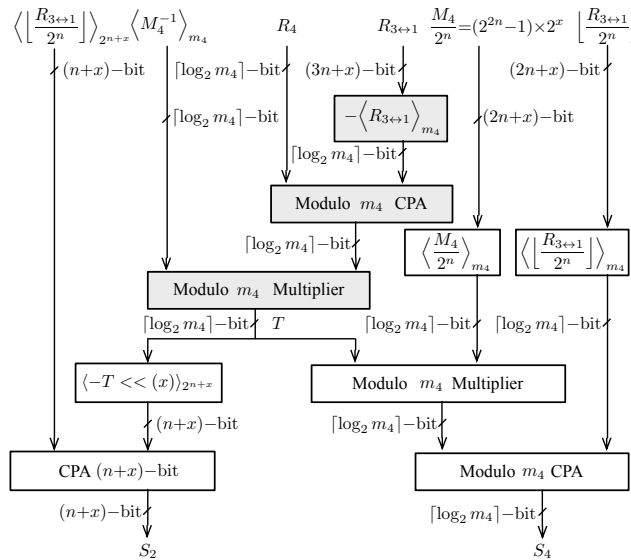 ⟨⌊R_{3↔1}/2^n⌋⟩_{2^{n+x}} ⟨M_4^{-1}⟩_{m_4} R_4 R_{3↔1} M_4/2^n=(2^{2n}−1)×2^x ⌊R_{3↔1}/2^n⌋
(n+x)−bit ⌈log_2 m_4⌉−bit (3n+x)−bit (2n+x)−bit
⌈log_2 m_4⌉−bit −⟨R_{3↔1}⟩_{m_4} (2n+x)−bit
⌈log_2 m_4⌉−bit
Modulo m_4 CPA
⌈log_2 m_4⌉−bit ⟨M_4/2^n⟩_{m_4} ⟨⌊R_{3↔1}/2^n⌋⟩_{m_4}
Modulo m_4 Multiplier
⌈log_2 m_4⌉−bit T ⌈log_2 m_4⌉−bit ⌈log_2 m_4⌉−bit
⟨−T << (x)⟩_{2^{n+x}} Modulo m_4 Multiplier
(n+x)−bit ⌈log_2 m_4⌉−bit
CPA (n+x)−bit Modulo m_4 CPA
(n+x)−bit ⌈log_2 m_4⌉−bit
S_2 S_4